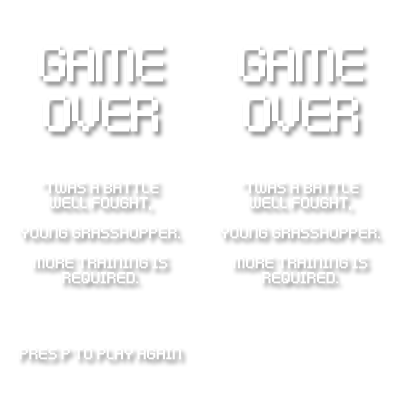 GAME
OVER
'TWAS A BATTLE
WELL FOUGHT,
YOUNG GRASSHOPPER.
MORE TRAINING IS
REQUIRED.
PRES P TO PLAY AGAIN
GAME
OVER
'TWAS A BATTLE
WELL FOUGHT,
YOUNG GRASSHOPPER.
MORE TRAINING IS
REQUIRED.